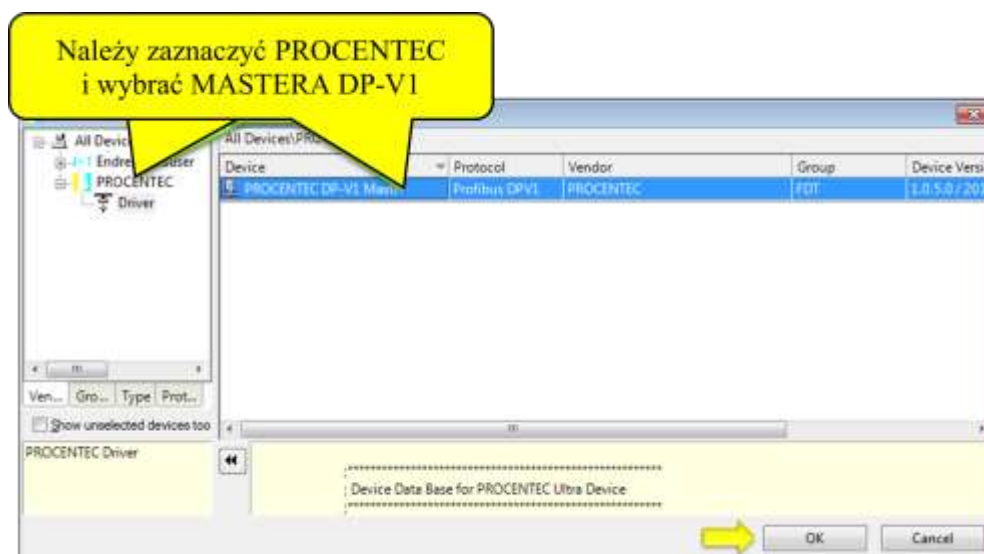 Należy zaznaczyć PROCENTEC
i wybrać MASTERA DP-V1
All Devic
All Devices\PR
Endre user
PROCENTEC
Driver
Device Protocol Vendor Group Device Versi
PROCENTEC DP-V1 Mast Profibus DPV1 PROCENTEC FDT 1.0.5.0 / 201
Ven... Gro... Type Prot...
Show unselected devices too
PROCENTEC Driver
;********************************************************
; Device Data Base for PROCENTEC Ultra Device
;********************************************************
OK Cancel